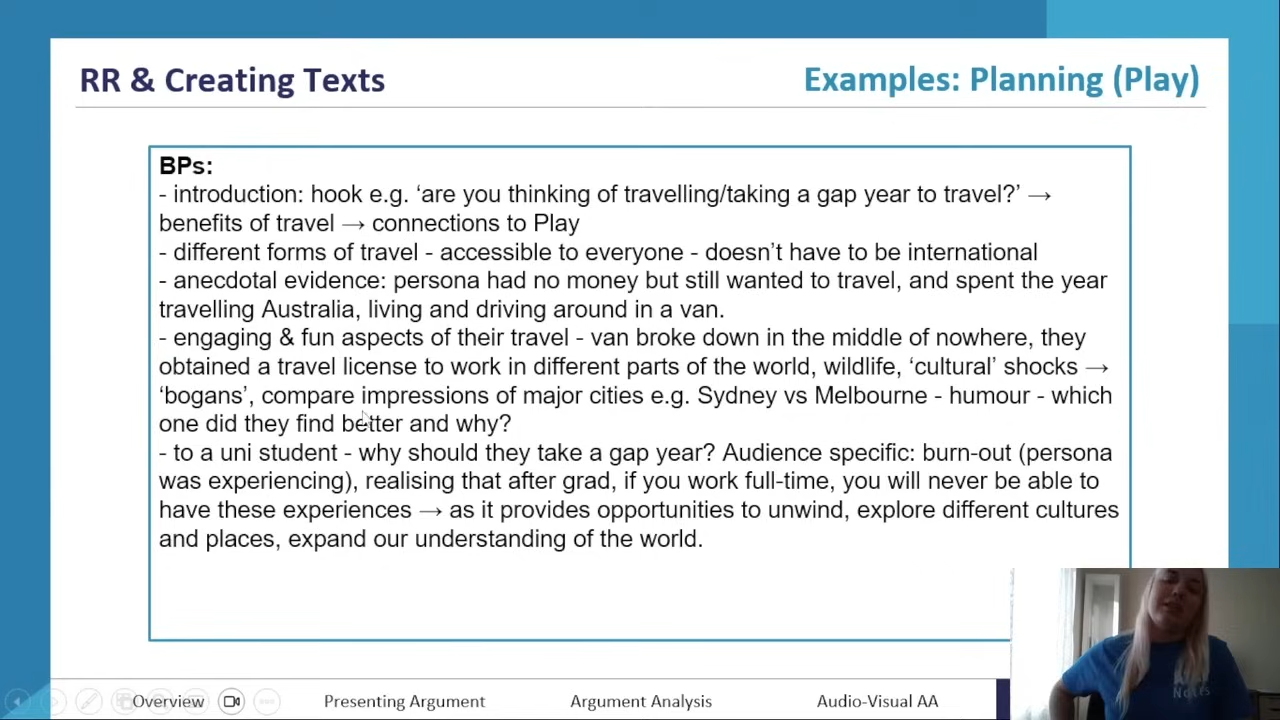 RR & Creating Texts
Examples: Planning (Play)
BPs:
- introduction: hook e.g. ‘are you thinking of travelling/taking a gap year to travel?’ →
benefits of travel → connections to Play
- different forms of travel - accessible to everyone - doesn’t have to be international
- anecdotal evidence: persona had no money but still wanted to travel, and spent the year
travelling Australia, living and driving around in a van.
- engaging & fun aspects of their travel - van broke down in the middle of nowhere, they
obtained a travel license to work in different parts of the world, wildlife, ‘cultural’ shocks →
‘bogans’, compare impressions of major cities e.g. Sydney vs Melbourne - humour - which
one did they find better and why?
- to a uni student - why should they take a gap year? Audience specific: burn-out (persona
was experiencing), realising that after grad, if you work full-time, you will never be able to
have these experiences → as it provides opportunities to unwind, explore different cultures
and places, expand our understanding of the world.
Overview
Presenting Argument
Argument Analysis
Audio-Visual AA
Notes